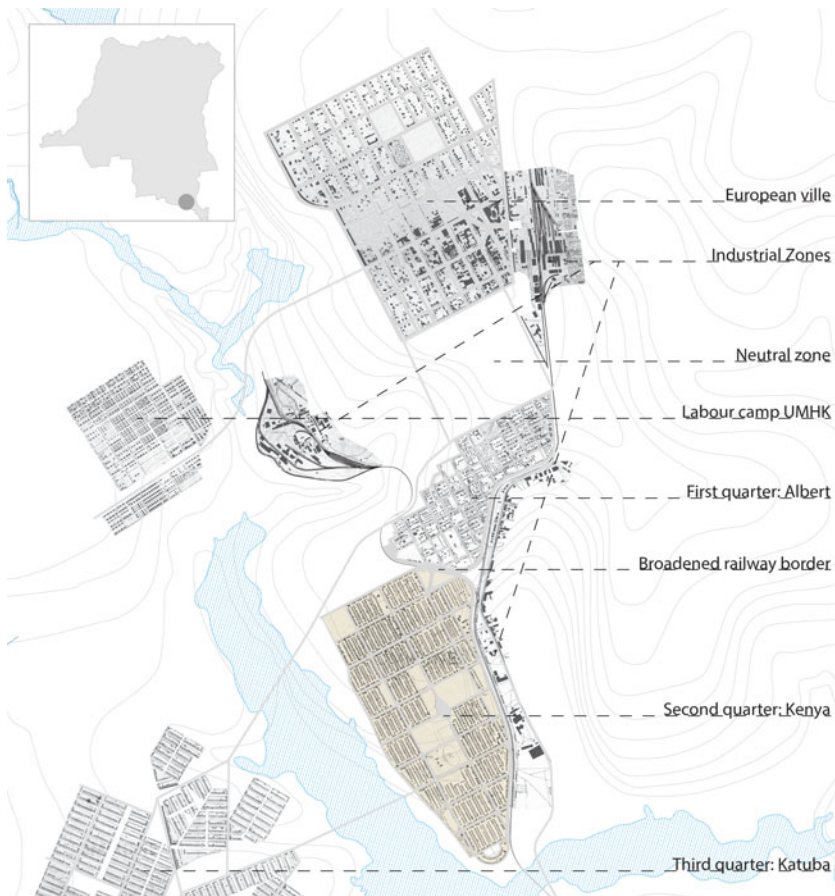 European ville
Industrial Zones
Neutral zone
Labour camp UMHK
First quarter: Albert
Broadened railway border
Second quarter: Kenya
Third quarter: Katuba